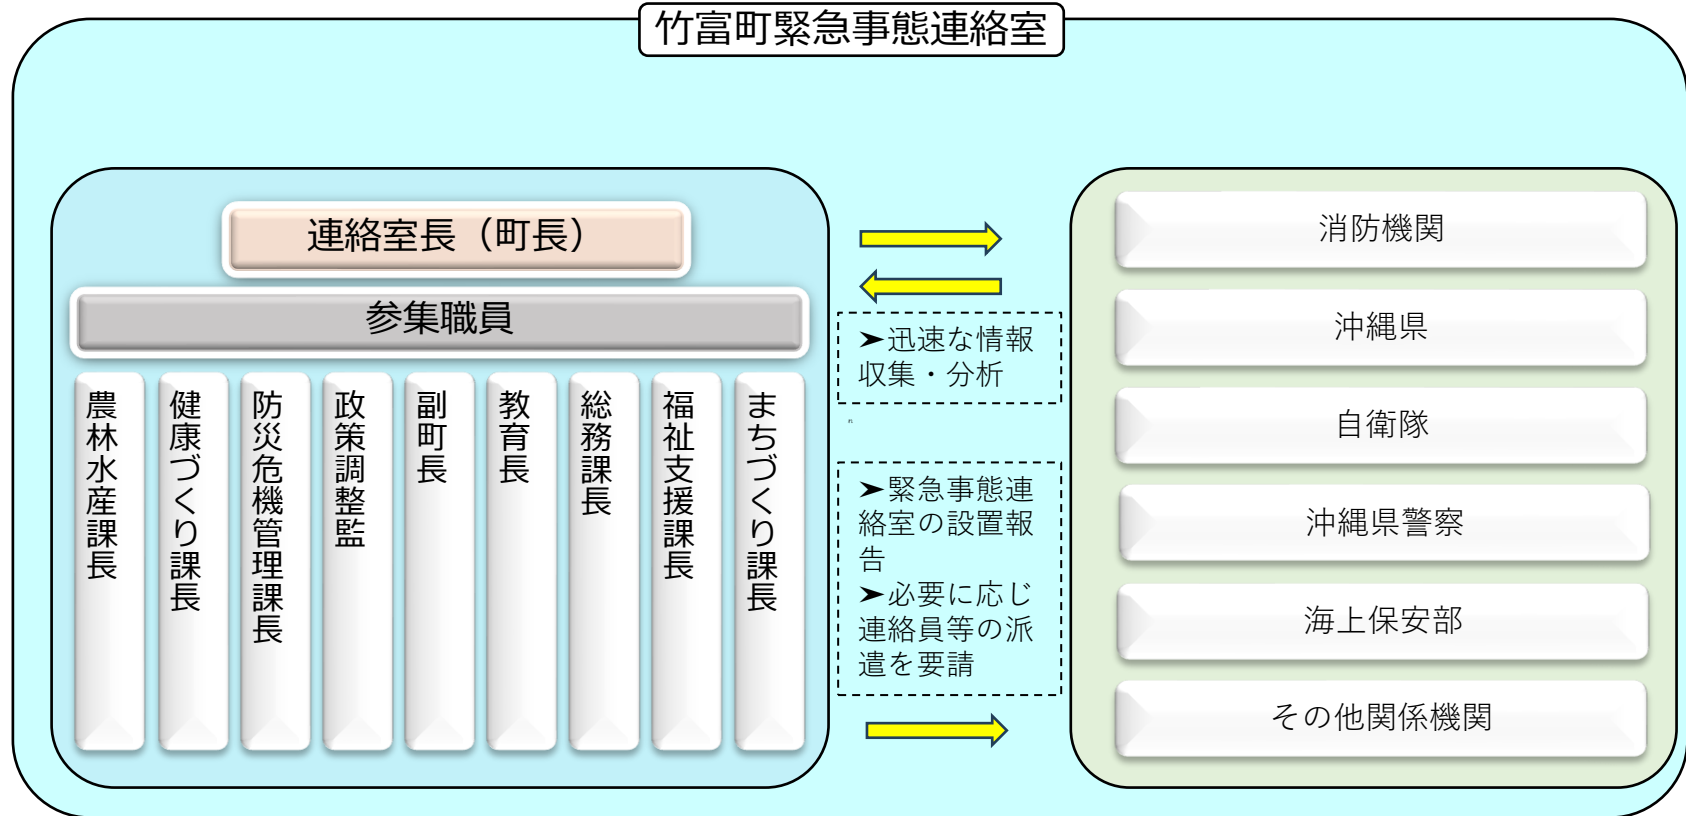 竹富町緊急事態連絡室
連絡室長（町長）
参集職員
農林水産課長
健康づくり課長
防災危機管理課長
政策調整監
副町長
教育長
総務課長
福祉支援課長
まちづくり課長
➤迅速な情報
収集・分析
➤緊急事態連
絡室の設置報
告
➤必要に応じ
連絡員等の派
遣を要請
消防機関
沖縄県
自衛隊
沖縄県警察
海上保安部
その他関係機関